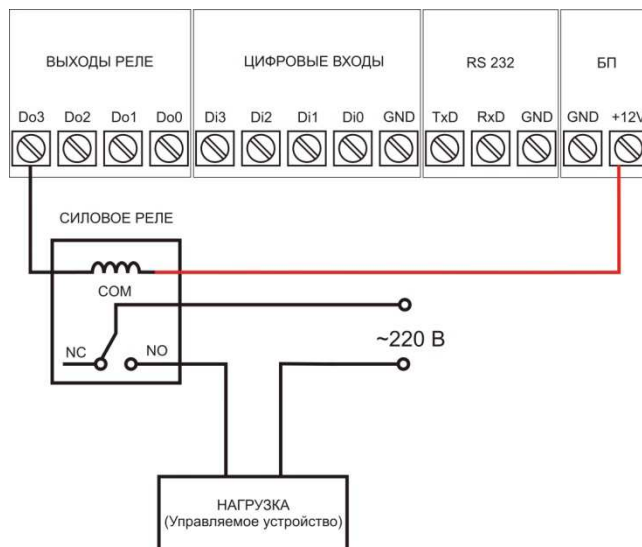 ВЫХОДЫ РЕЛЕ
ЦИФРОВЫЕ ВХОДЫ
RS 232
БП
Do3 Do2 Do1 Do0 Di3 Di2 Di1 Di0 GND TxD RxD GND GND +12V
СИЛОВОЕ РЕЛЕ
COM
NC
NO
~220 В
НАГРУЗКА
(Управляемое устройство)